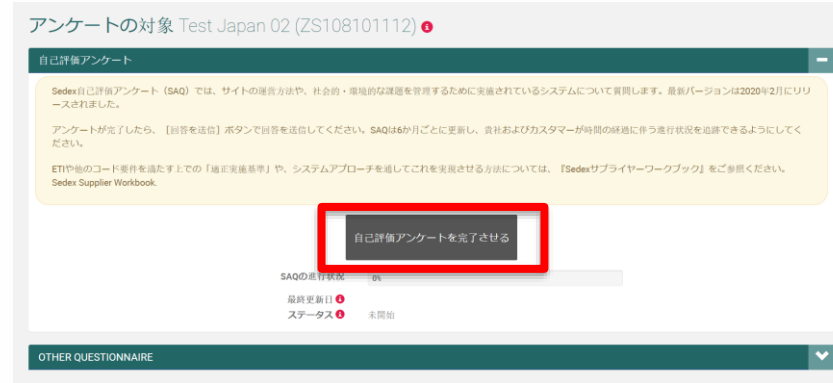 アンケートの対象 Test Japan 02 (ZS108101112)
自己評価アンケート
Sedex自己評価アンケート（SAQ）では、サイトの運営方法や、社会的・環境的な課題を管理するために実施されているシステムについて質問します。最新バージョンは2020年2月にリリ
ースされました。
アンケートが完了したら、［回答を送信］ボタンで回答を送信してください。SAQは6か月ごとに更新し、貴社およびカスタマーが時間の経過に伴う進行状況を追跡できるようにしてく
ださい。
ETIや他のコード要件を満たす上での「適正実施基準」や、システムアプローチを通してこれを実現させる方法については、『Sedexサプライヤーワークブック』をご参照ください。
Sedex Supplier Workbook.
自己評価アンケートを完了させる
SAQの進行状況 0%
最終更新日
ステータス 未開始
OTHER QUESTIONNAIRE